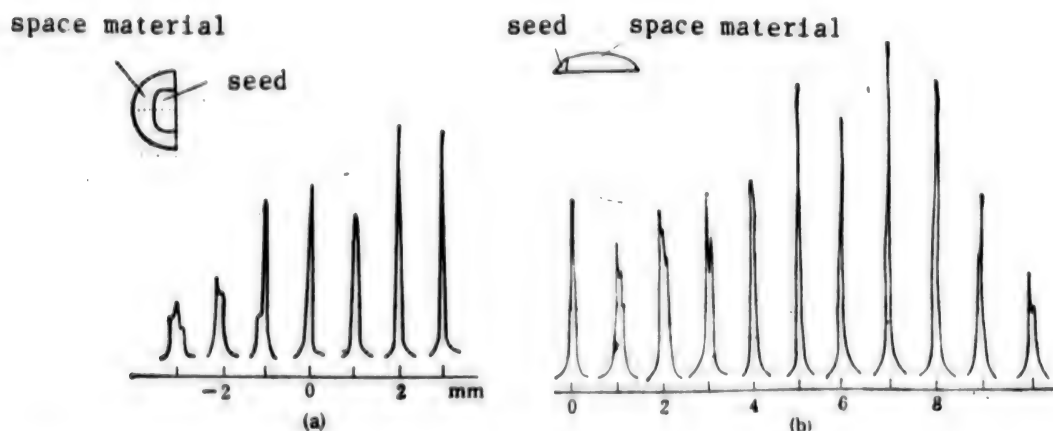 space material
seed
-2 0 2 mm
(a)
seed space material
0 2 4 6 8
(b)